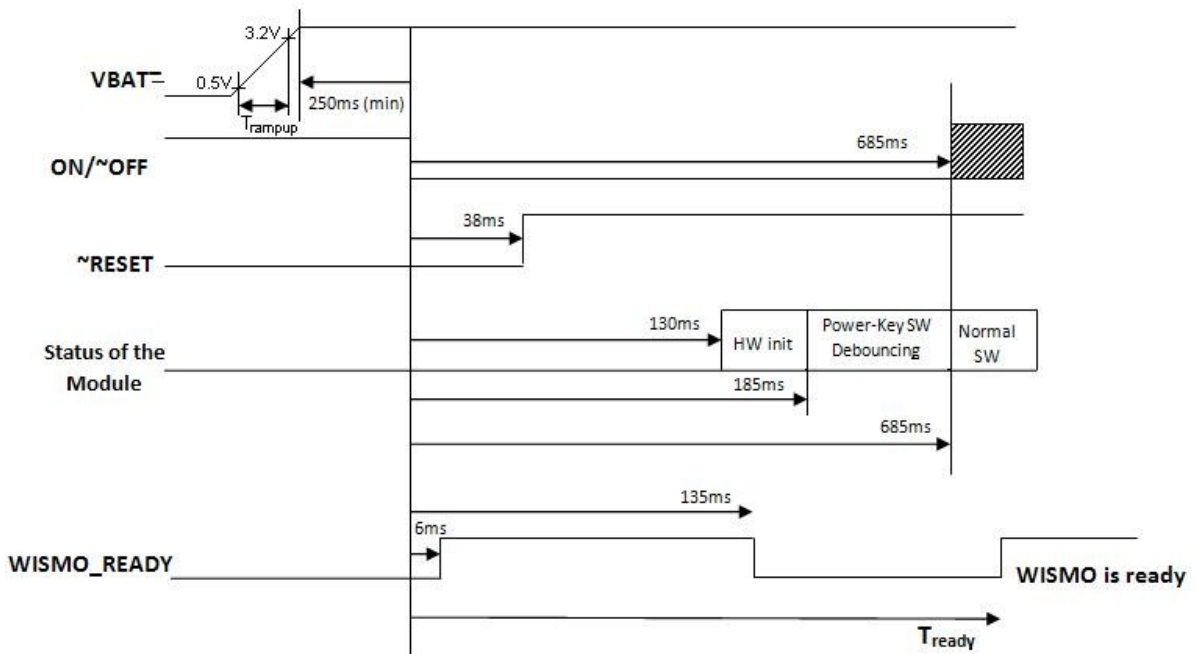 3.2V
VBATT
0.5V
250ms (min)
Trampup
ON/~OFF
685ms
38ms
~RESET
130ms
HW init
Power-Key SW
Debouncing
Normal
SW
Status of the
Module
185ms
685ms
135ms
6ms
WISMO_READY
WISMO is ready
Tready